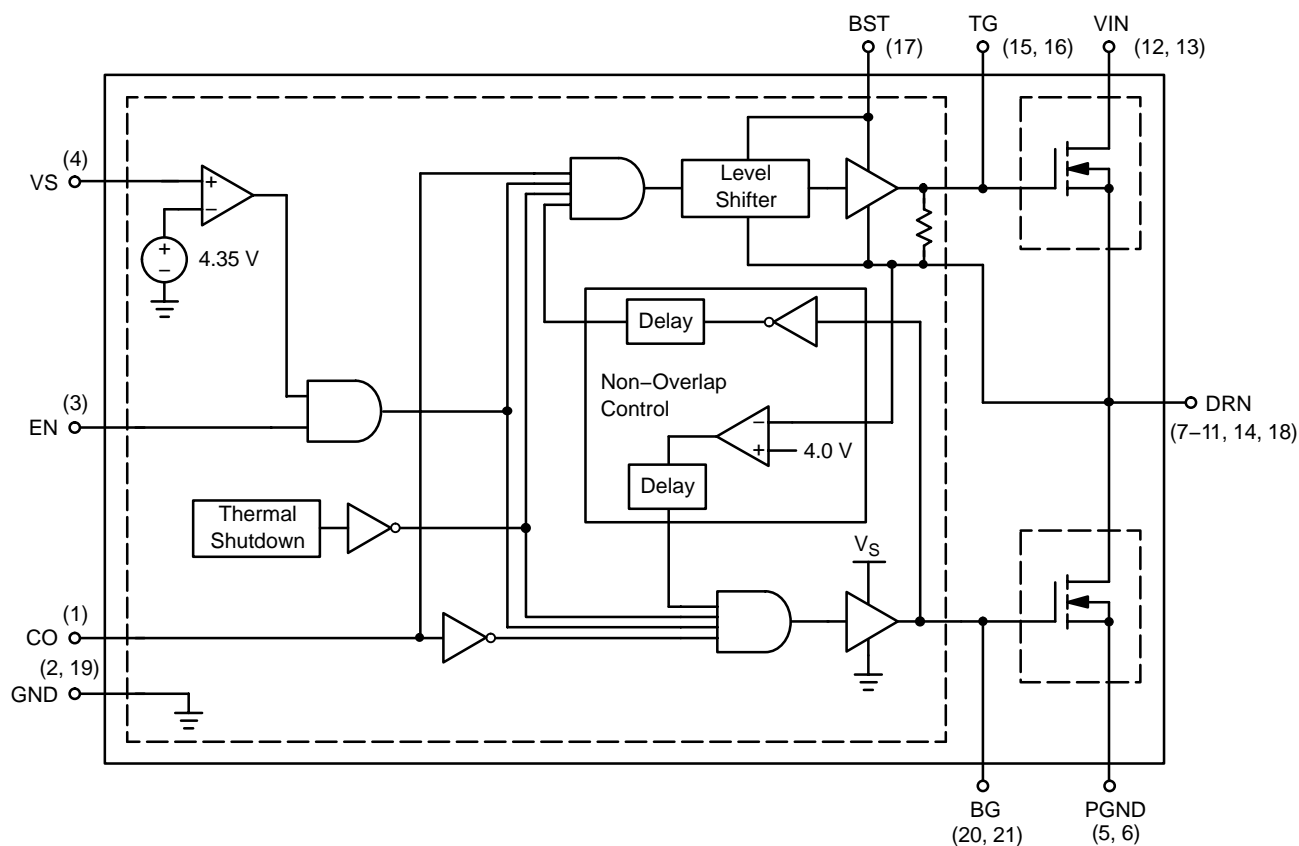 BST TG VIN
(17) (15, 16) (12, 13)
(4)
VS
+
−
+
−
4.35 V
Level
Shifter
Delay
Non−Overlap
Control
(3)
EN
DRN
(7−11, 14, 18)
−
+
4.0 V
Delay
Thermal
Shutdown
VS
(1)
CO
(2, 19)
GND
BG PGND
(20, 21) (5, 6)